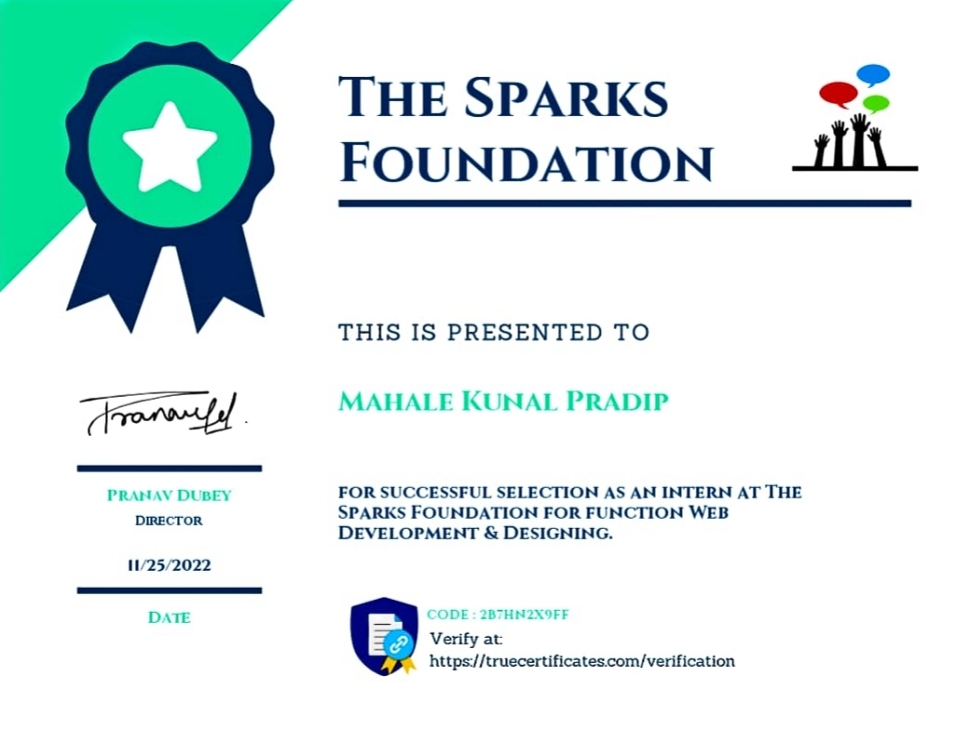 The Sparks
Foundation
THIS IS PRESENTED TO
Mahale Kunal Pradip
for successful selection as an intern at The
Sparks Foundation for function Web
Development & Designing.
Pranav Dubey
Director
11/25/2022
Date
CODE : 2B7HN2X9FF
Verify at:
https://truecertificates.com/verification